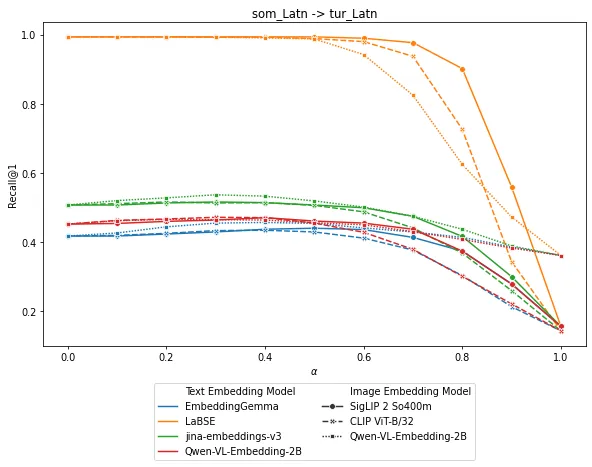 som_Latn -> tur_Latn
Recall@1
1.0
0.8
0.6
0.4
0.2
0.0 0.2 0.4 0.6 0.8 1.0
α
Text Embedding Model Image Embedding Model
EmbeddingGemma SigLIP 2 So400m
LaBSE CLIP ViT-B/32
jina-embeddings-v3 Qwen-VL-Embedding-2B
Qwen-VL-Embedding-2B